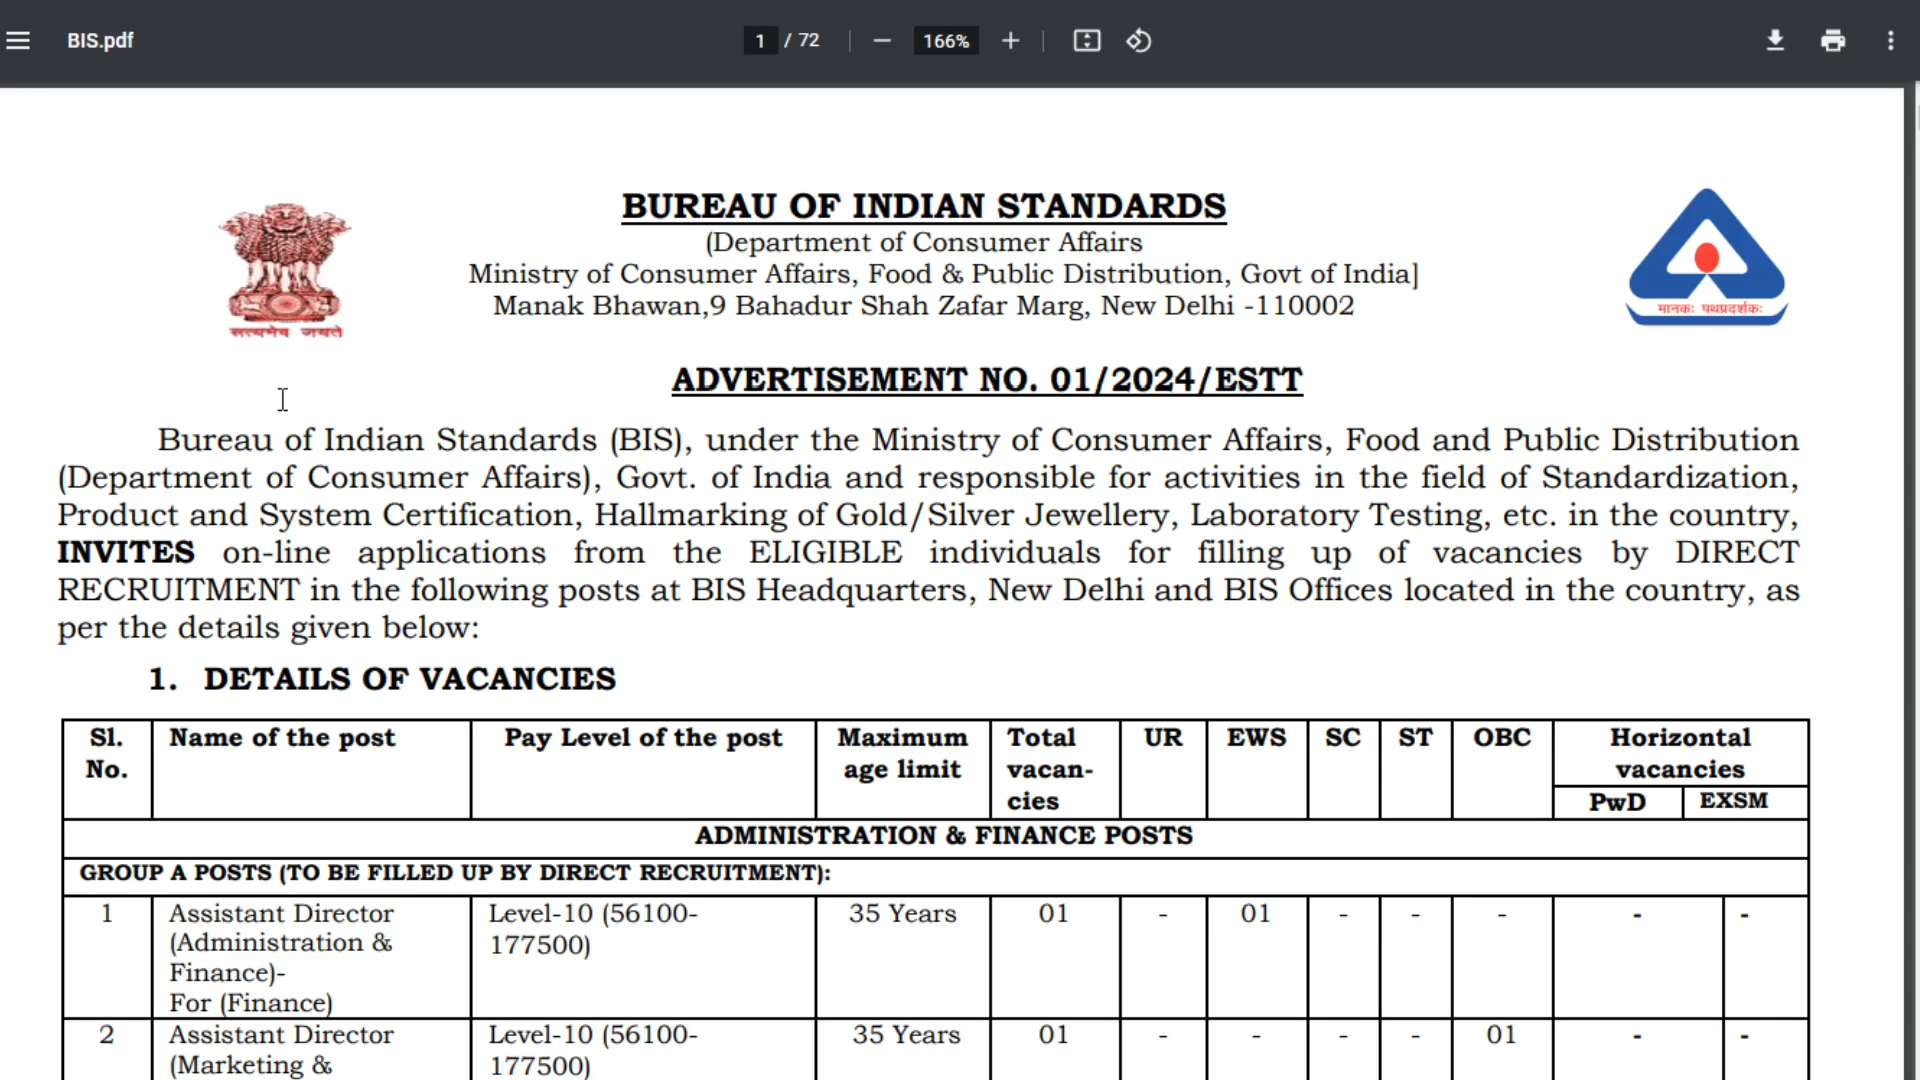 BIS.pdf
1 / 72
166%
BUREAU OF INDIAN STANDARDS
(Department of Consumer Affairs
Ministry of Consumer Affairs, Food & Public Distribution, Govt of India]
Manak Bhawan,9 Bahadur Shah Zafar Marg, New Delhi -110002
सत्यमेव जयते
मानकः पथप्रदर्शकः
ADVERTISEMENT NO. 01/2024/ESTT
Bureau of Indian Standards (BIS), under the Ministry of Consumer Affairs, Food and Public Distribution
(Department of Consumer Affairs), Govt. of India and responsible for activities in the field of Standardization,
Product and System Certification, Hallmarking of Gold/Silver Jewellery, Laboratory Testing, etc. in the country,
INVITES on-line applications from the ELIGIBLE individuals for filling up of vacancies by DIRECT
RECRUITMENT in the following posts at BIS Headquarters, New Delhi and BIS Offices located in the country, as
per the details given below:
1. DETAILS OF VACANCIES
Sl. No. Name of the post Pay Level of the post Maximum age limit Total vacan-cies UR EWS SC ST OBC Horizontal vacancies
PwD EXSM
ADMINISTRATION & FINANCE POSTS
GROUP A POSTS (TO BE FILLED UP BY DIRECT RECRUITMENT):
1 Assistant Director Level-10 (56100- 35 Years 01 - 01 - - - - -
(Administration & 177500)
Finance)-
For (Finance)
2 Assistant Director Level-10 (56100- 35 Years 01 - - - - 01 - -
(Marketing & 177500)